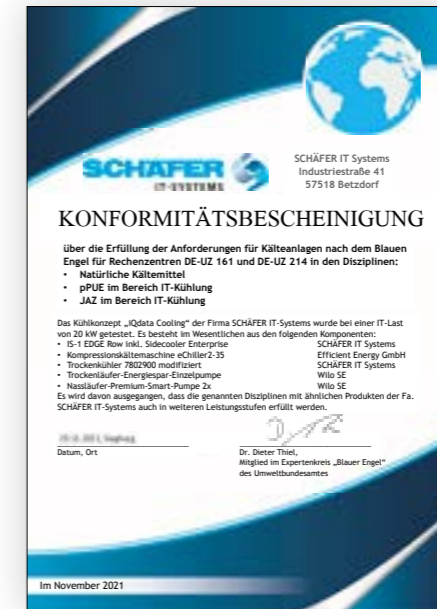 SCHÄFER
IT-SYSTEMS
SCHÄFER IT Systems
Industriestraße 41
57518 Betzdorf
KONFORMITÄTSBESCHEINIGUNG
über die Erfüllung der Anforderungen für Kälteanlagen nach dem Blauen
Engel für Rechenzentren DE-UZ 161 und DE-UZ 214 in den Disziplinen:
• Natürliche Kältemittel
• pPUE im Bereich IT-Kühlung
• JAZ im Bereich IT-Kühlung
Das Kühlkonzept „iQdata Cooling" der Firma SCHÄFER IT-Systems wurde bei einer IT-Last
von 20 kW getestet. Es besteht im Wesentlichen aus den folgenden Komponenten:
• IS-1 EDGE Row inkl. Sidecooler Enterprise SCHÄFER IT Systems
• Kompressionskältemaschine eChiller2-35 Efficient Energy GmbH
• Trockenkühler 7802900 modifiziert SCHÄFER IT Systems
• Trockenläufer-Energiespar-Einzelpumpe Wilo SE
• Nassläufer-Premium-Smart-Pumpe 2x Wilo SE
Es wird davon ausgegangen, dass die genannten Disziplinen mit ähnlichen Produkten der Fa.
SCHÄFER IT-Systems auch in weiteren Leistungsstufen erfüllt werden.
Datum, Ort
Dr. Dieter Thiel,
Mitglied im Expertenkreis „Blauer Engel"
des Umweltbundesamtes
Im November 2021